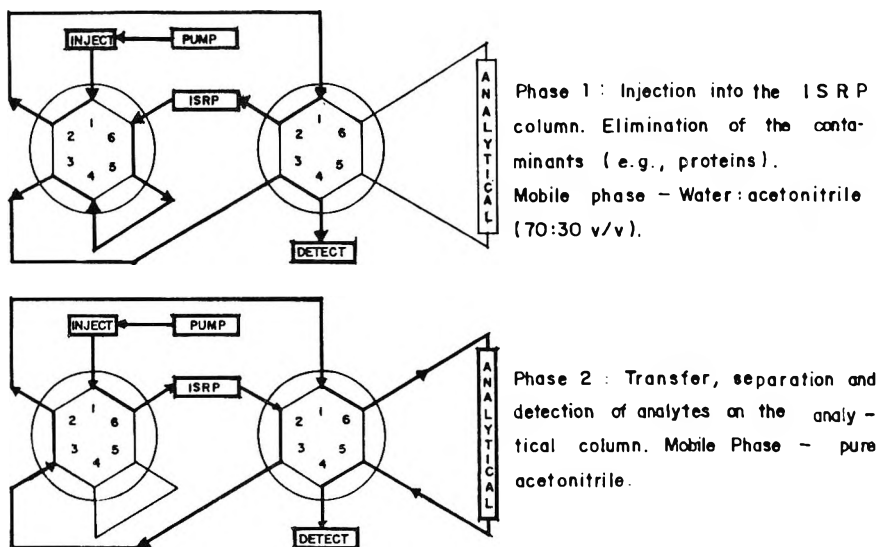 INJECT
PUMP
ISRP
1
2
6
3
5
4
1
2
6
3
5
4
DETECT
ANALYTICAL
Phase 1 : Injection into the ISRP
column. Elimination of the conta-
minants (e.g., proteins).
Mobile phase – Water : acetonitrile
(70:30 v/v).
INJECT
PUMP
ISRP
1
2
6
3
5
4
1
2
6
3
5
4
DETECT
ANALYTICAL
Phase 2 : Transfer, separation and
detection of analytes on the analy-
tical column. Mobile Phase – pure
acetonitrile.